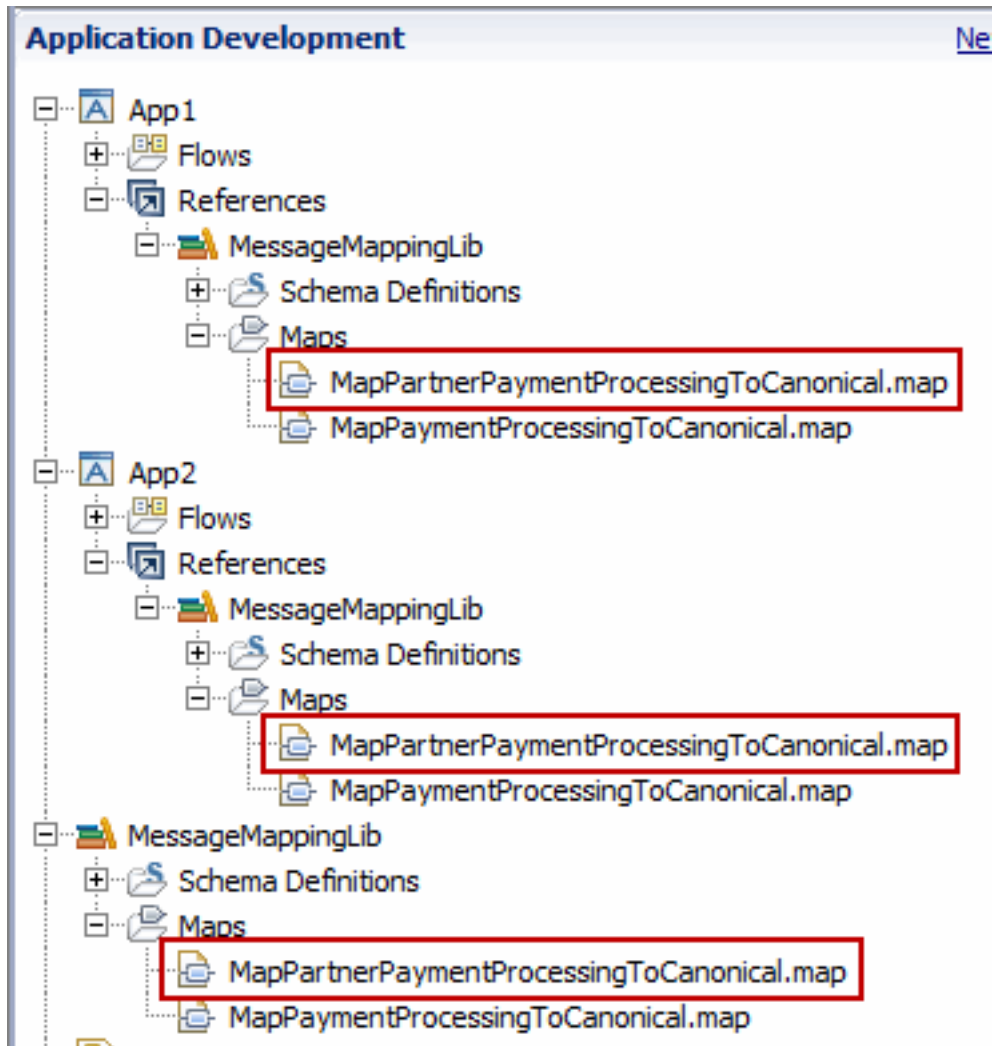 Application Development Ne
App1
Flows
References
MessageMappingLib
Schema Definitions
Maps
MapPartnerPaymentProcessingToCanonical.map
MapPaymentProcessingToCanonical.map
App2
Flows
References
MessageMappingLib
Schema Definitions
Maps
MapPartnerPaymentProcessingToCanonical.map
MapPaymentProcessingToCanonical.map
MessageMappingLib
Schema Definitions
Maps
MapPartnerPaymentProcessingToCanonical.map
MapPaymentProcessingToCanonical.map